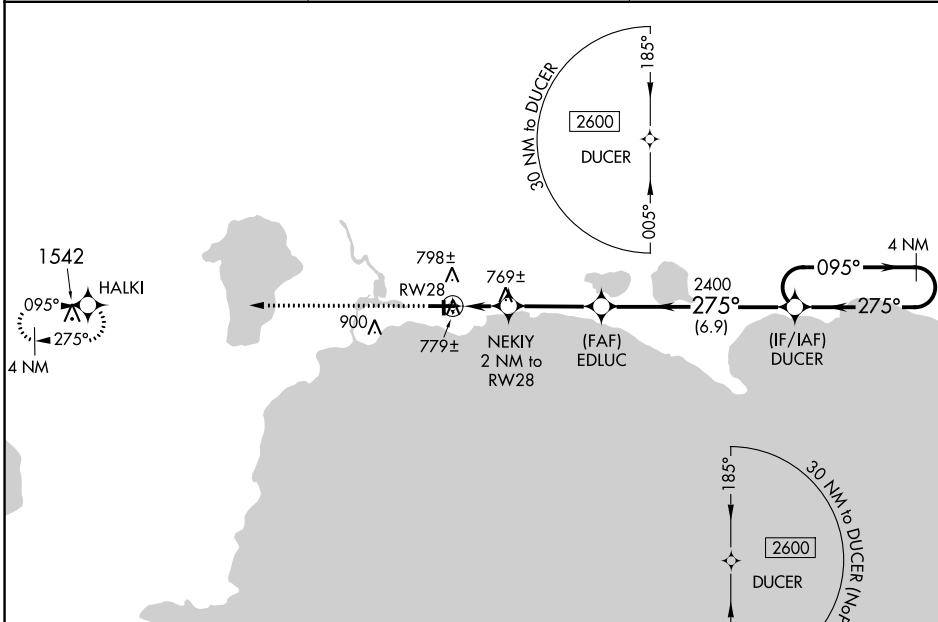 185°
30 NM to DUCER
2600
DUCER
005°
4 NM
1542
HALKI
095°
275°
4 NM
798±
RW28
900
779±
769±
NEKIY
2 NM to
RW28
(FAF)
EDLUC
2400
275°
(6.9)
095°
275°
(IF/IAF)
DUCER
185°
30 NM to DUCER (NoP
2600
DUCER